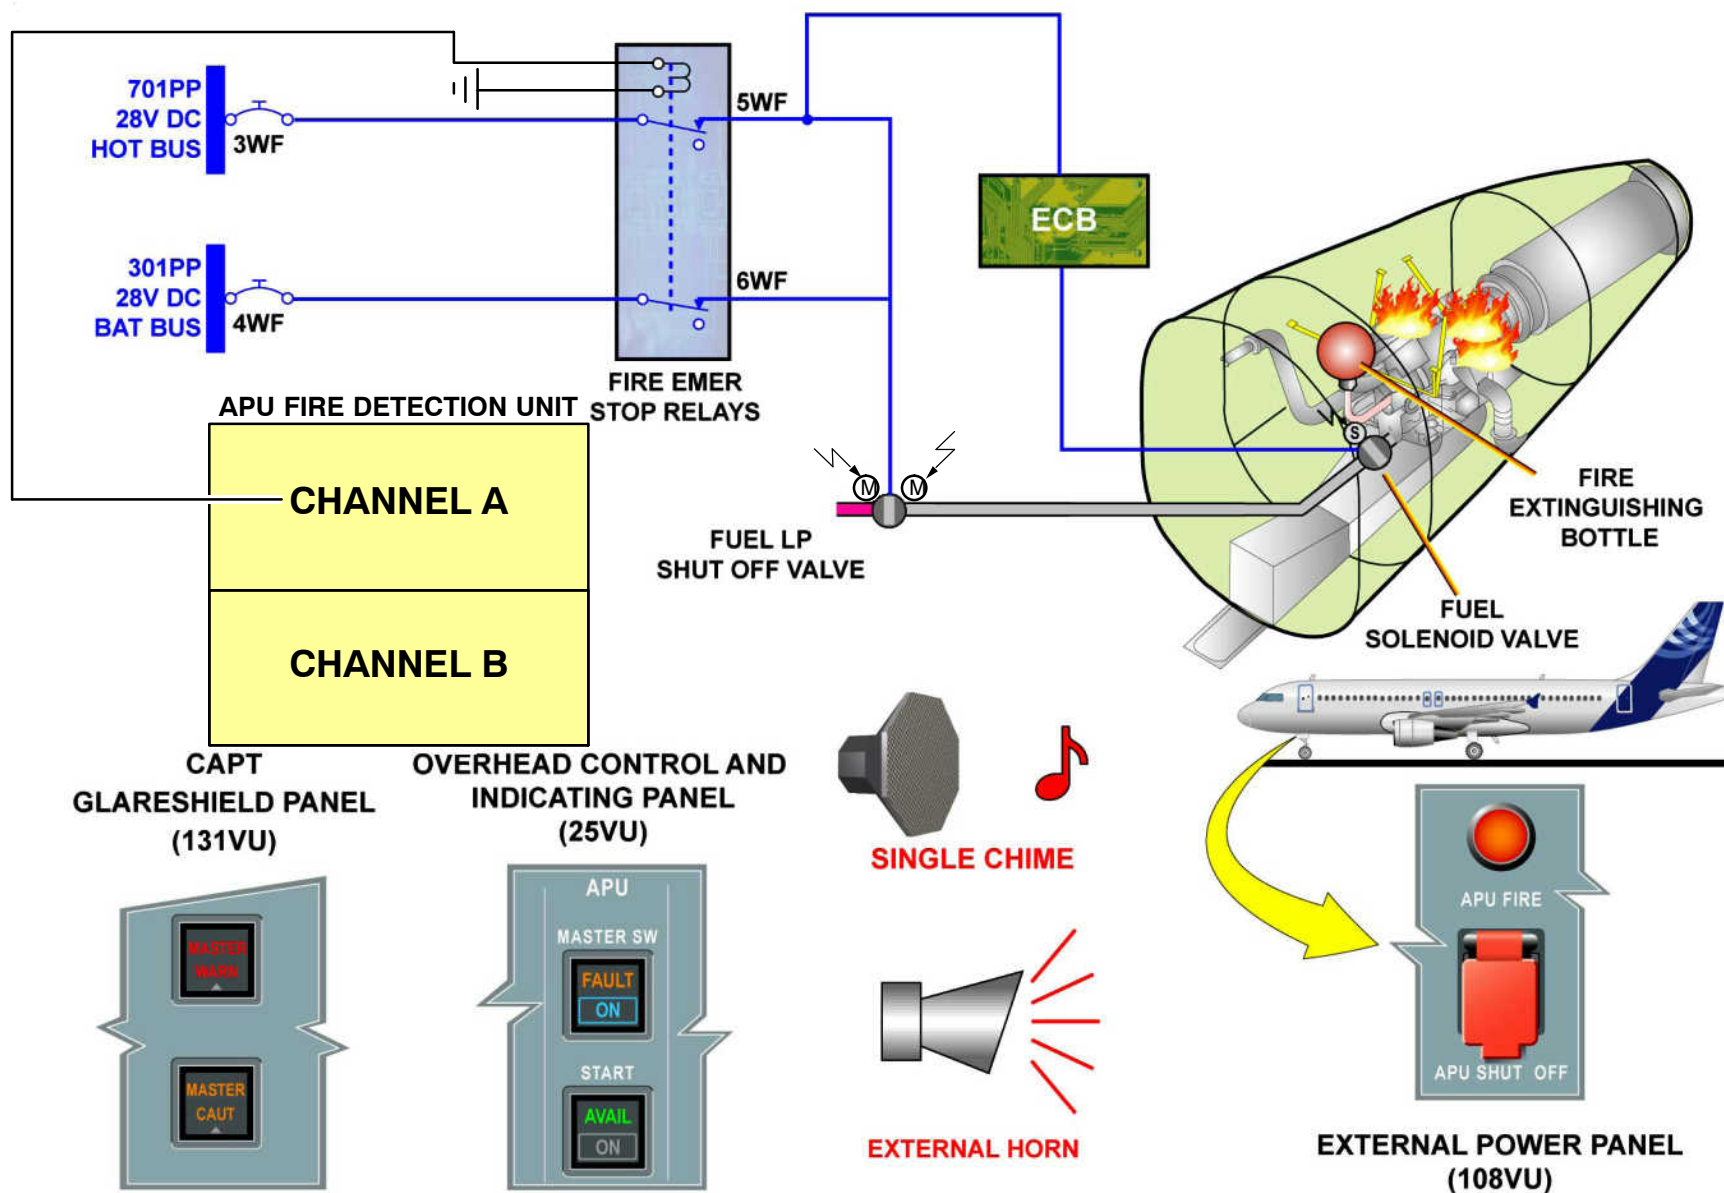 701PP
28V DC
HOT BUS
3WF
5WF
ECB
301PP
28V DC
BAT BUS
4WF
6WF
FIRE EMER
STOP RELAYS
APU FIRE DETECTION UNIT
CHANNEL A
CHANNEL B
M
M
S
FUEL LP
SHUT OFF VALVE
FIRE
EXTINGUISHING
BOTTLE
FUEL
SOLENOID VALVE
CAPT
GLARESHIELD PANEL
(131VU)
MASTER
WARN
MASTER
CAUT
OVERHEAD CONTROL AND
INDICATING PANEL
(25VU)
APU
MASTER SW
FAULT
ON
START
AVAIL
ON
SINGLE CHIME
EXTERNAL HORN
APU FIRE
APU SHUT OFF
EXTERNAL POWER PANEL
(108VU)